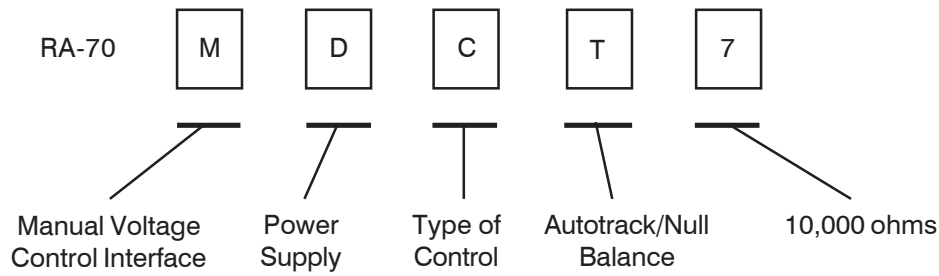 RA-70 M D C T 7
Manual Voltage Control Interface
Power Supply
Type of Control
Autotrack/Null Balance
10,000 ohms